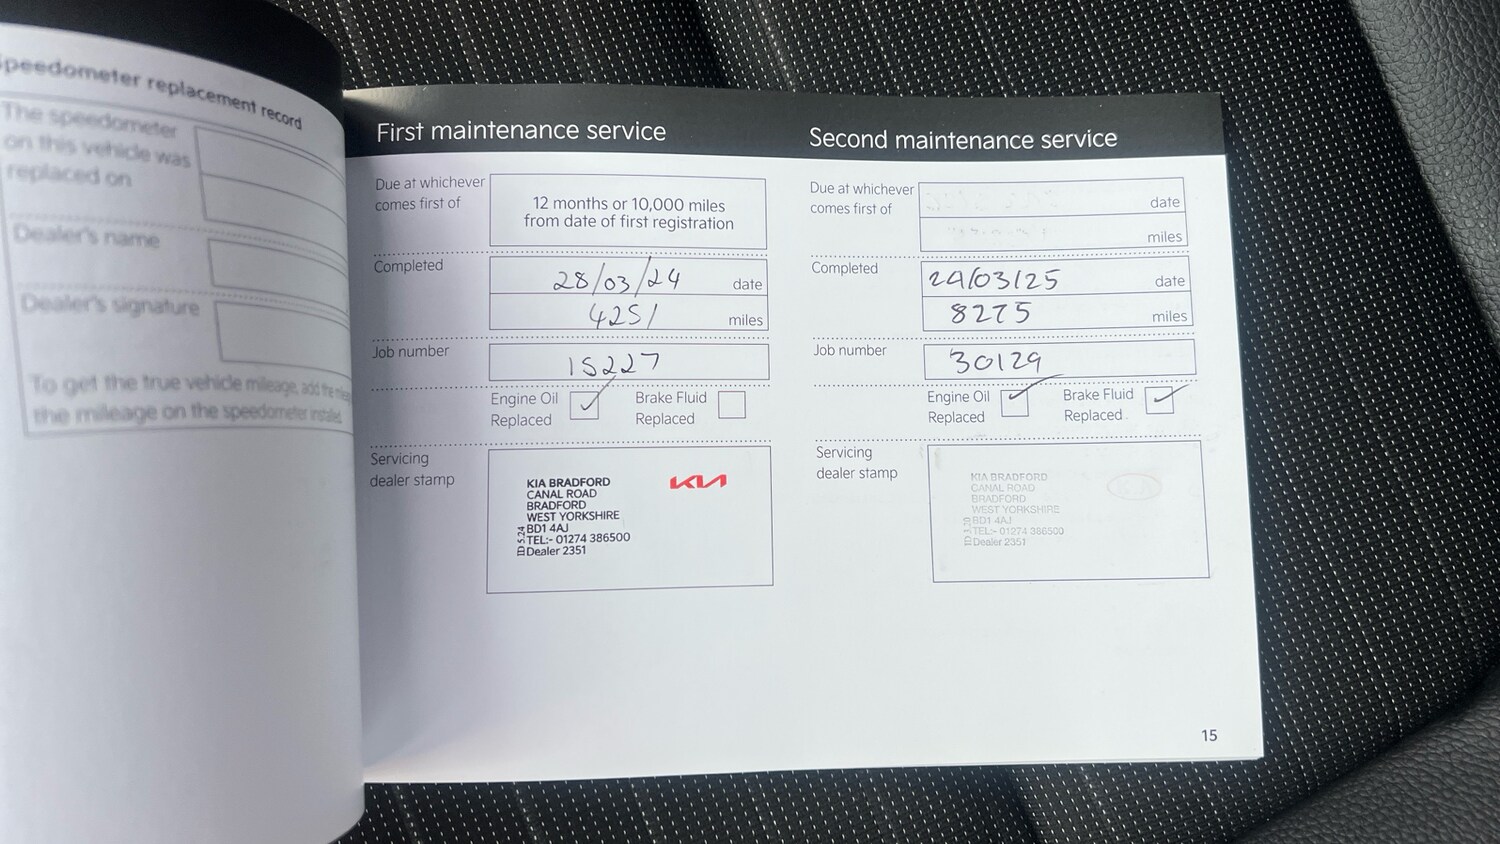 Speedometer replacement record
The speedometer
on this vehicle was
replaced on
Dealer's name
Dealer's signature
To get the true vehicle mileage, add the
the mileage on the speedometer installed
First maintenance service
Due at whichever
comes first of
12 months or 10,000 miles
from date of first registration
Completed
28/03/24 date
4251 miles
Job number
15227
Engine Oil
Replaced
Brake Fluid
Replaced
Servicing
dealer stamp
KIA BRADFORD
CANAL ROAD
BRADFORD
WEST YORKSHIRE
BD1 4AJ
TEL:- 01274 386500
Dealer 2351
KIA
Second maintenance service
Due at whichever
comes first of
date
miles
Completed
29/03/25 date
8275 miles
Job number
30129
Engine Oil
Replaced
Brake Fluid
Replaced
Servicing
dealer stamp
KIA BRADFORD
CANAL ROAD
BRADFORD
WEST YORKSHIRE
BD1 4AJ
TEL:- 01274 386500
Dealer 2351
15